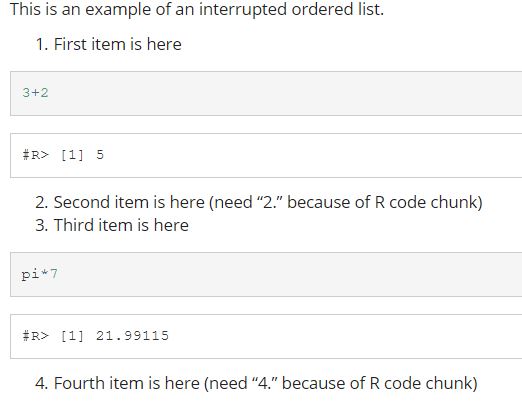 This is an example of an interrupted ordered list.
1. First item is here
3+2
#R> [1] 5
2. Second item is here (need “2.” because of R code chunk)
3. Third item is here
pi*7
#R> [1] 21.99115
4. Fourth item is here (need “4.” because of R code chunk)